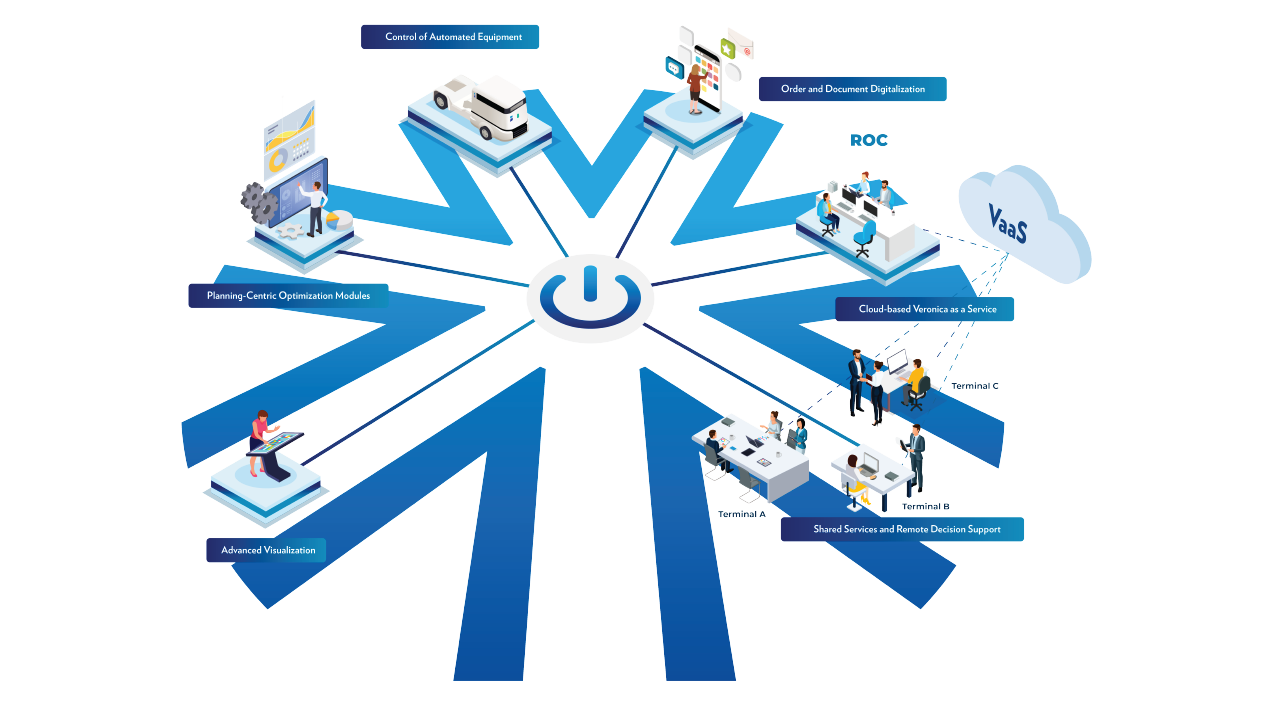 Control of Automated Equipment
Order and Document Digitalization
ROC
VaaS
Planning-Centric Optimization Modules
Cloud-based Veronica as a Service
Terminal C
Terminal B
Terminal A
Shared Services and Remote Decision Support
Advanced Visualization